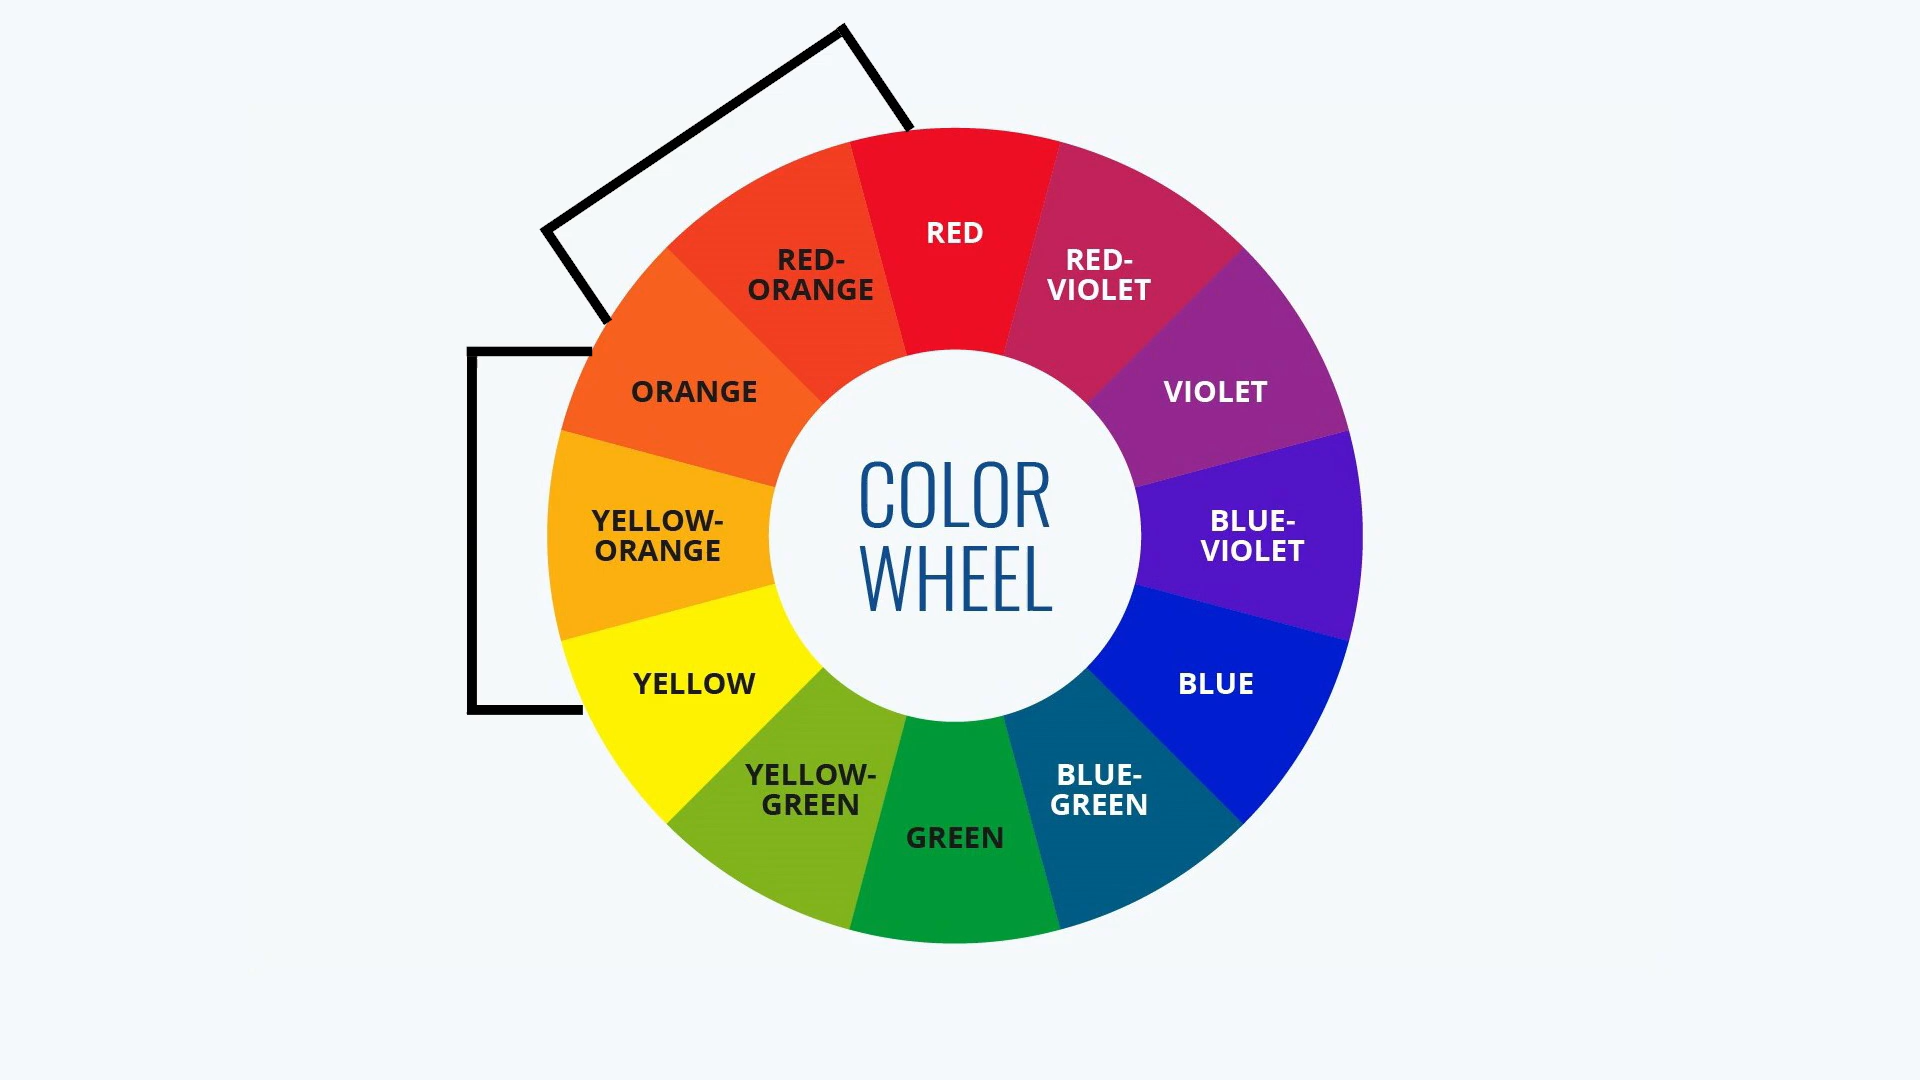 RED
RED-
ORANGE
RED-
VIOLET
ORANGE
VIOLET
COLOR
WHEEL
YELLOW-
ORANGE
BLUE-
VIOLET
YELLOW
BLUE
YELLOW-
GREEN
BLUE-
GREEN
GREEN